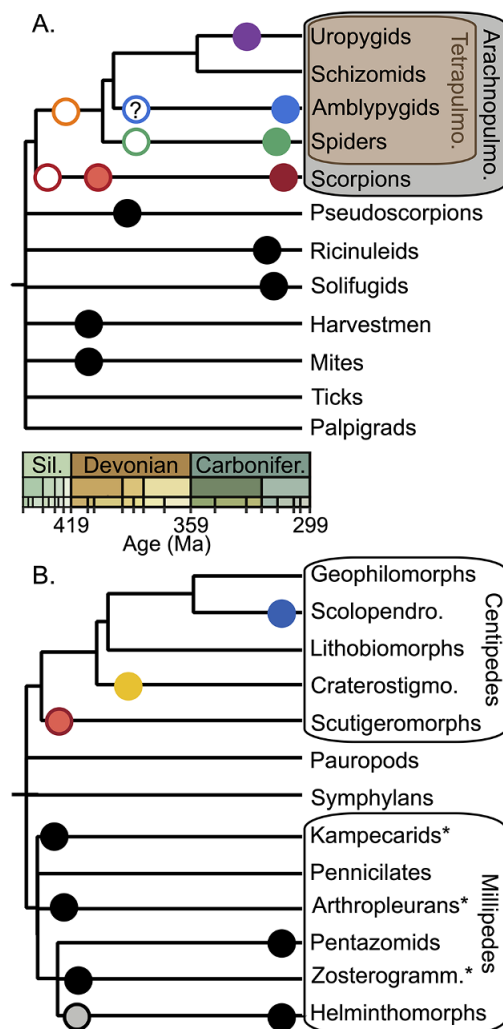 A.
Uropygids
Schizomids
Amblypygids
?
Spiders
Scorpions
Tetrapulmo.
Arachnopulmo.
Pseudoscorpions
Ricinuleids
Solifugids
Harvestmen
Mites
Ticks
Palpigrads
Sil. Devonian Carbonifer.
419 359 299
Age (Ma)
B.
Geophilomorphs
Scolopendro.
Lithobiomorphs
Craterostigmo.
Scutigeromorphs
Centipedes
Pauropods
Symphylans
Kampecarids*
Pennicilates
Arthropleurans*
Pentazomids
Zosterogramm.*
Helminthomorphs
Millipedes